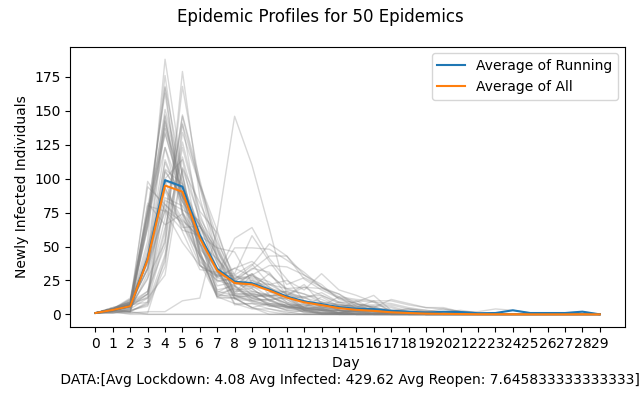 Epidemic Profiles for 50 Epidemics
Average of Running
Average of All
Newly Infected Individuals
175
150
125
100
75
50
25
0
0 1 2 3 4 5 6 7 8 9 10 11 12 13 14 15 16 17 18 19 20 21 22 23 24 25 26 27 28 29
Day
DATA:[Avg Lockdown: 4.08 Avg Infected: 429.62 Avg Reopen: 7.645833333333333]